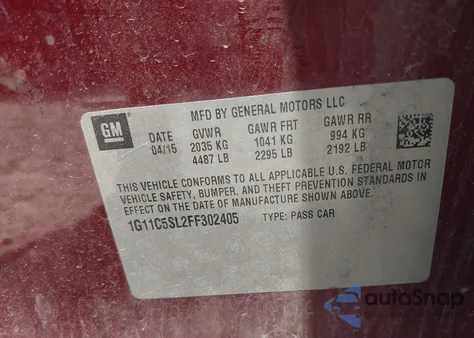 MFD BY GENERAL MOTORS LLC
GM
DATE GVWR GAWR FRT GAWR RR
04/15 2035 KG 1041 KG 994 KG
4487 LB 2295 LB 2192 LB
THIS VEHICLE CONFORMS TO ALL APPLICABLE U.S. FEDERAL MOTOR
VEHICLE SAFETY, BUMPER, AND THEFT PREVENTION STANDARDS IN
EFFECT ON THE DATE OF MANUFACTURE SHOWN ABOVE.
1G11C5SL2FF302405 TYPE: PASS CAR
autoSnap